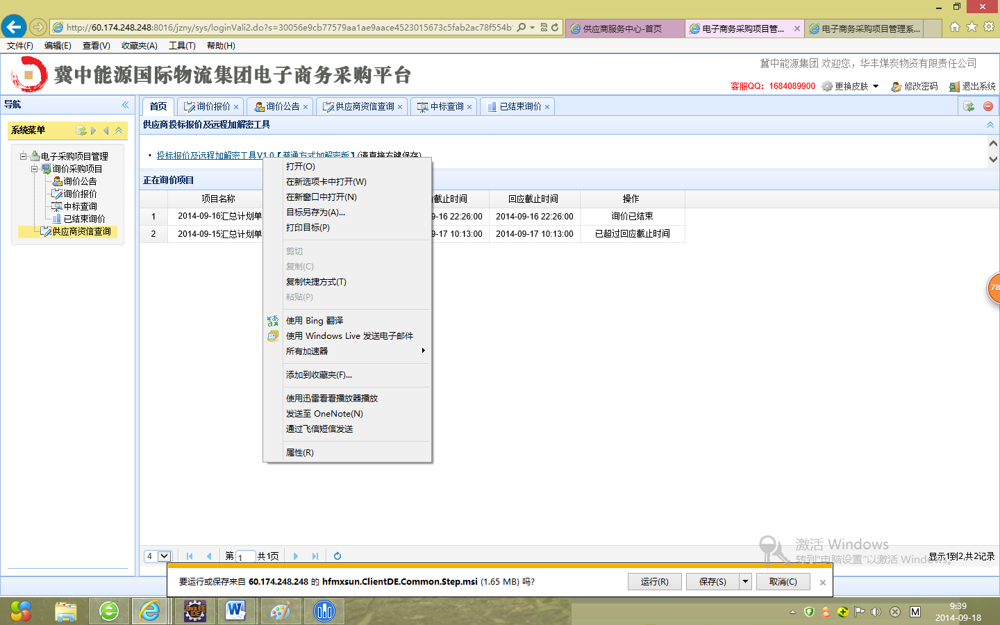 http://60.174.248.248:8016/jzny/sys/loginVali2.do?s=30056e9cb77579aa1ae9aace4523015673c5fab2ac78f554b
供应商服务中心-首页
电子商务采购项目管...
电子商务采购项目管理系...
文件(F) 编辑(E) 查看(V) 收藏夹(A) 工具(T) 帮助(H)
冀中能源国际物流集团电子商务采购平台
冀中能源集团 欢迎您，华丰煤炭物资有限责任公司
客服QQ：1684089900 更换皮肤 修改密码 退出系统
导航
首页 询价报价 询价公告 供应商资信查询 中标查询 已结束询价
系统菜单
电子采购项目管理
询价采购项目
询价公告
询价报价
中标查询
已结束询价
供应商资信查询
供应商投标报价及远程加解密工具
投标报价及远程加解密工具V1.0【普通方式加解密版】(请直接右键保存)
正在询价项目
项目名称 截止时间 回应截止时间 操作
1 2014-09-16汇总计划单 9-16 22:26:00 2014-09-16 22:26:00 询价已结束
2 2014-09-15汇总计划单 9-17 10:13:00 2014-09-17 10:13:00 已超过回应截止时间
打开(O)
在新选项卡中打开(W)
在新窗口中打开(N)
目标另存为(A)...
打印目标(P)
剪切
复制(C)
复制快捷方式(T)
粘贴(P)
使用 Bing 翻译
使用 Windows Live 发送电子邮件
所有加速器
添加到收藏夹(F)...
使用迅雷看看播放器播放
发送至 OneNote(N)
通过飞信短信发送
属性(R)
78
激活 Windows
转到"电脑设置"以激活 Windows。
4 第 1 共1页
显示1到2,共2记录
要运行或保存来自 60.174.248.248 的 hfmxsun.ClientDE.Common.Step.msi (1.65 MB) 吗?
运行(R) 保存(S) 取消(C)
Java EE
IDE
M
9:39
2014-09-18